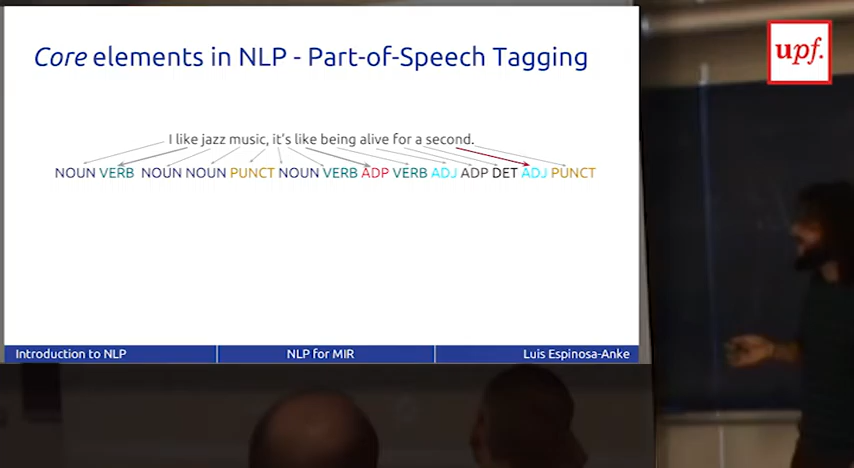 Core elements in NLP - Part-of-Speech Tagging
upf.
I like jazz music, it's like being alive for a second.
NOUN VERB NOUN NOUN PUNCT NOUN VERB ADP VERB ADJ ADP DET ADJ PUNCT
Introduction to NLP
NLP for MIR
Luis Espinosa-Anke